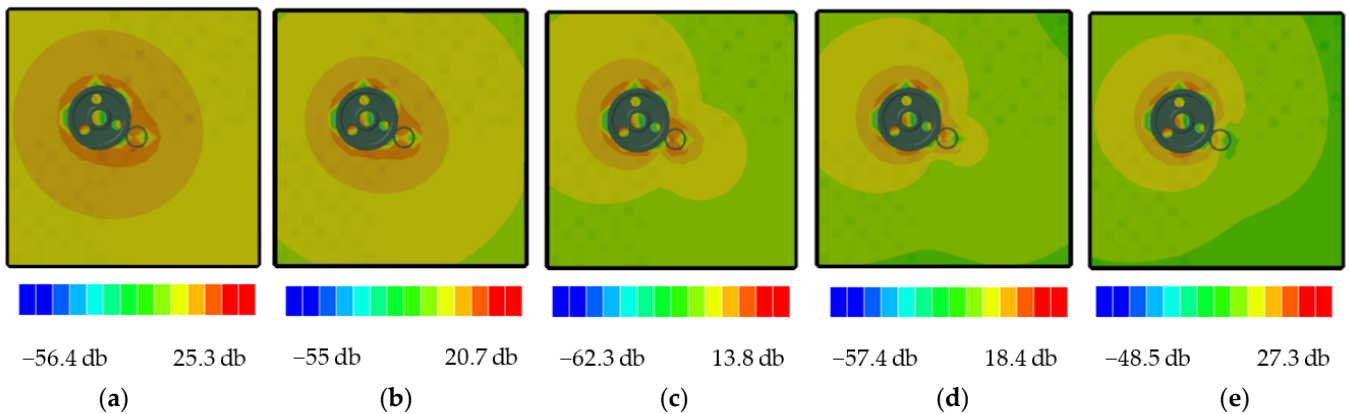 −56.4 db 25.3 db −55 db 20.7 db −62.3 db 13.8 db −57.4 db 18.4 db −48.5 db 27.3 db
(a) (b) (c) (d) (e)